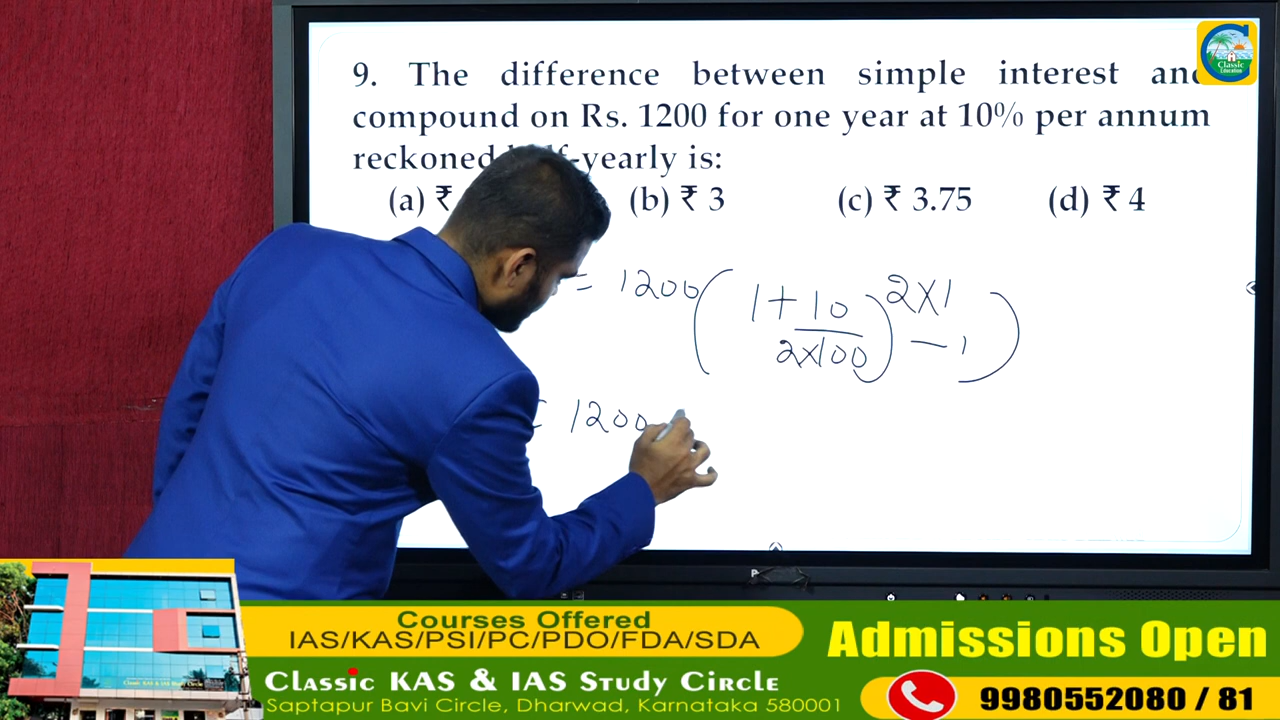 9. The difference between simple interest and
compound on Rs. 1200 for one year at 10% per annum
reckoned half-yearly is:
(a) ₹ (b) ₹ 3 (c) ₹ 3.75 (d) ₹ 4
= 1200 ( 1 + 10 / 2×100 ) 2×1 − 1 )
= 1200
Classic
Education
Courses Offered
IAS/KAS/PSI/PC/PDO/FDA/SDA
Classic KAS & IAS Study Circle
Saptapur Bavi Circle, Dharwad, Karnataka 580001
Admissions Open
9980552080 / 81